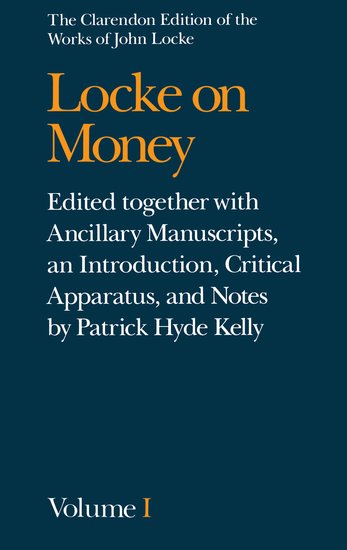 The Clarendon Edition of the
Works of John Locke
Locke on
Money
Edited together with
Ancillary Manuscripts,
an Introduction, Critical
Apparatus, and Notes
by Patrick Hyde Kelly
Volume I